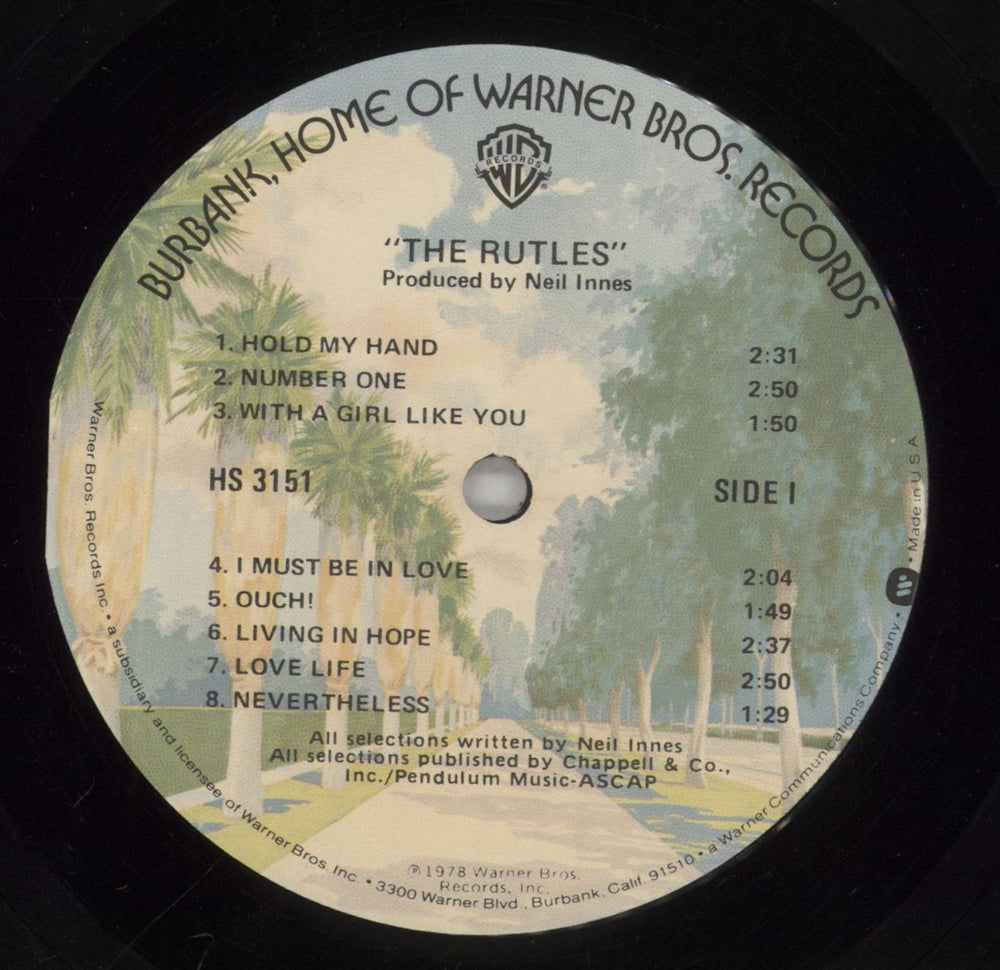 BURBANK, HOME OF WARNER BROS. RECORDS
RECORDS
"THE RUTLES"
Produced by Neil Innes
1. HOLD MY HAND 2:31
2. NUMBER ONE 2:50
3. WITH A GIRL LIKE YOU 1:50
HS 3151 SIDE I
4. I MUST BE IN LOVE 2:04
5. OUCH! 1:49
6. LIVING IN HOPE 2:37
7. LOVE LIFE 2:50
8. NEVERTHELESS 1:29
All selections written by Neil Innes
All selections published by Chappell & Co.,
Inc./Pendulum Music-ASCAP
℗1978 Warner Bros.
Records, Inc.
Warner Bros. Records Inc. • a subsidiary and licensee of Warner Bros. Inc. • 3300 Warner Blvd., Burbank, Calif. 91510 • a Warner Communications Company • Made in U S A